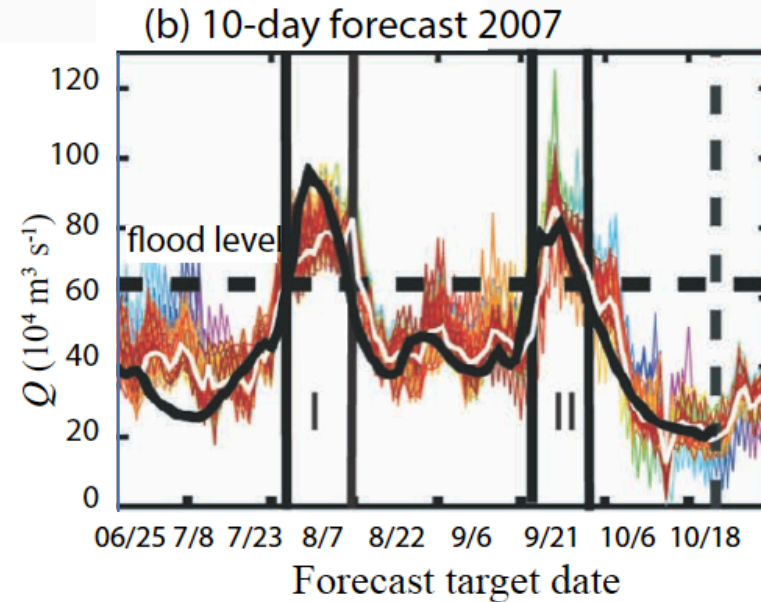 (b) 10-day forecast 2007
120
100
80
60
40
20
0
Q (10⁴ m³ s⁻¹)
flood level
I
II
06/25 7/8 7/23 8/7 8/22 9/6 9/21 10/6 10/18
Forecast target date